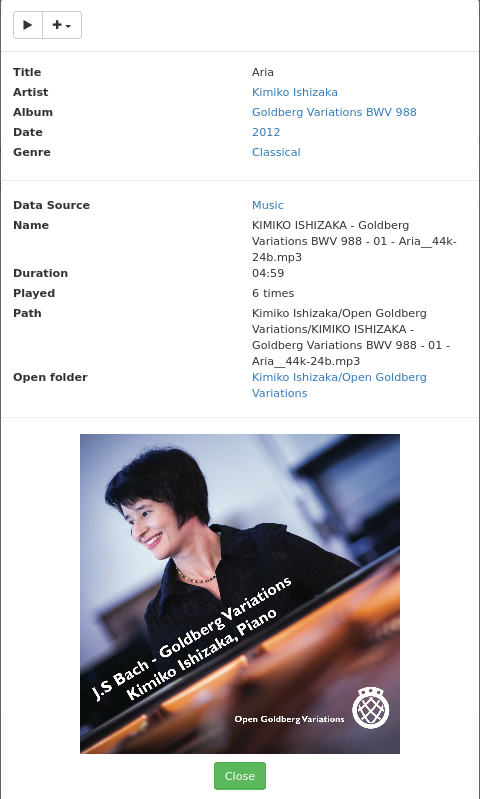 Title Aria
Artist Kimiko Ishizaka
Album Goldberg Variations BWV 988
Date 2012
Genre Classical
Data Source Music
Name KIMIKO ISHIZAKA - Goldberg
Variations BWV 988 - 01 - Aria__44k-
24b.mp3
Duration 04:59
Played 6 times
Path Kimiko Ishizaka/Open Goldberg
Variations/KIMIKO ISHIZAKA -
Goldberg Variations BWV 988 - 01 -
Aria__44k-24b.mp3
Open folder Kimiko Ishizaka/Open Goldberg
Variations
J.S Bach - Goldberg Variations
Kimiko Ishizaka, Piano
Open Goldberg Variations
Close